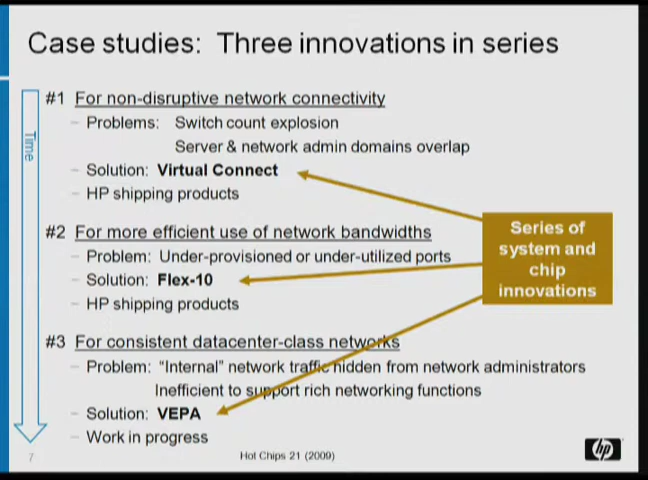 Case studies: Three innovations in series
Time
#1 For non-disruptive network connectivity
– Problems: Switch count explosion
Server & network admin domains overlap
– Solution: Virtual Connect
– HP shipping products
#2 For more efficient use of network bandwidths
– Problem: Under-provisioned or under-utilized ports
– Solution: Flex-10
– HP shipping products
#3 For consistent datacenter-class networks
– Problem: “Internal” network traffic hidden from network administrators
Inefficient to support rich networking functions
– Solution: VEPA
– Work in progress
Series of
system and
chip
innovations
7
Hot Chips 21 (2009)
hp